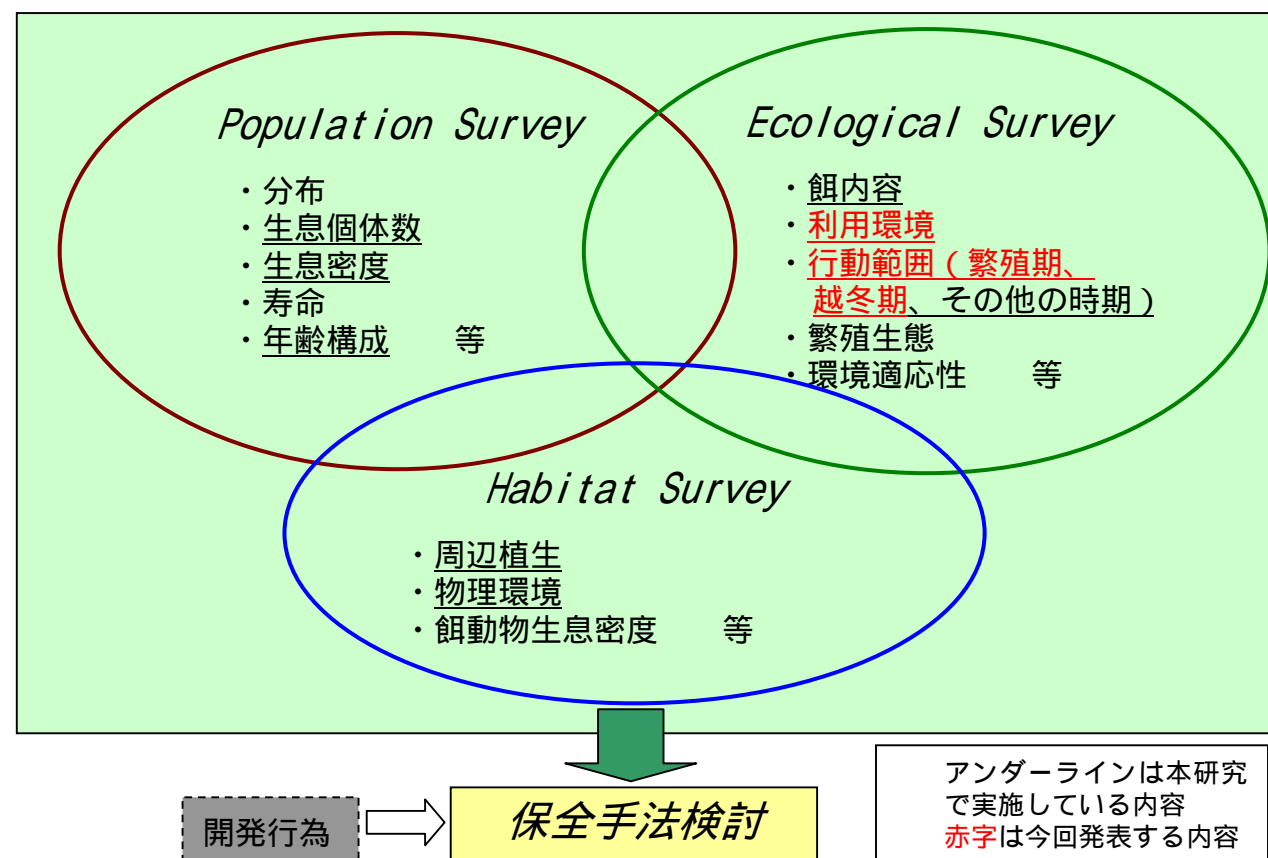 Population Survey
・分布
・生息個体数
・生息密度
・寿命
・年齢構成　等
Ecological Survey
・餌内容
・利用環境
・行動範囲（繁殖期、
越冬期、その他の時期）
・繁殖生態
・環境適応性　等
Habitat Survey
・周辺植生
・物理環境
・餌動物生息密度　等
開発行為
保全手法検討
アンダーラインは本研究
で実施している内容
赤字は今回発表する内容